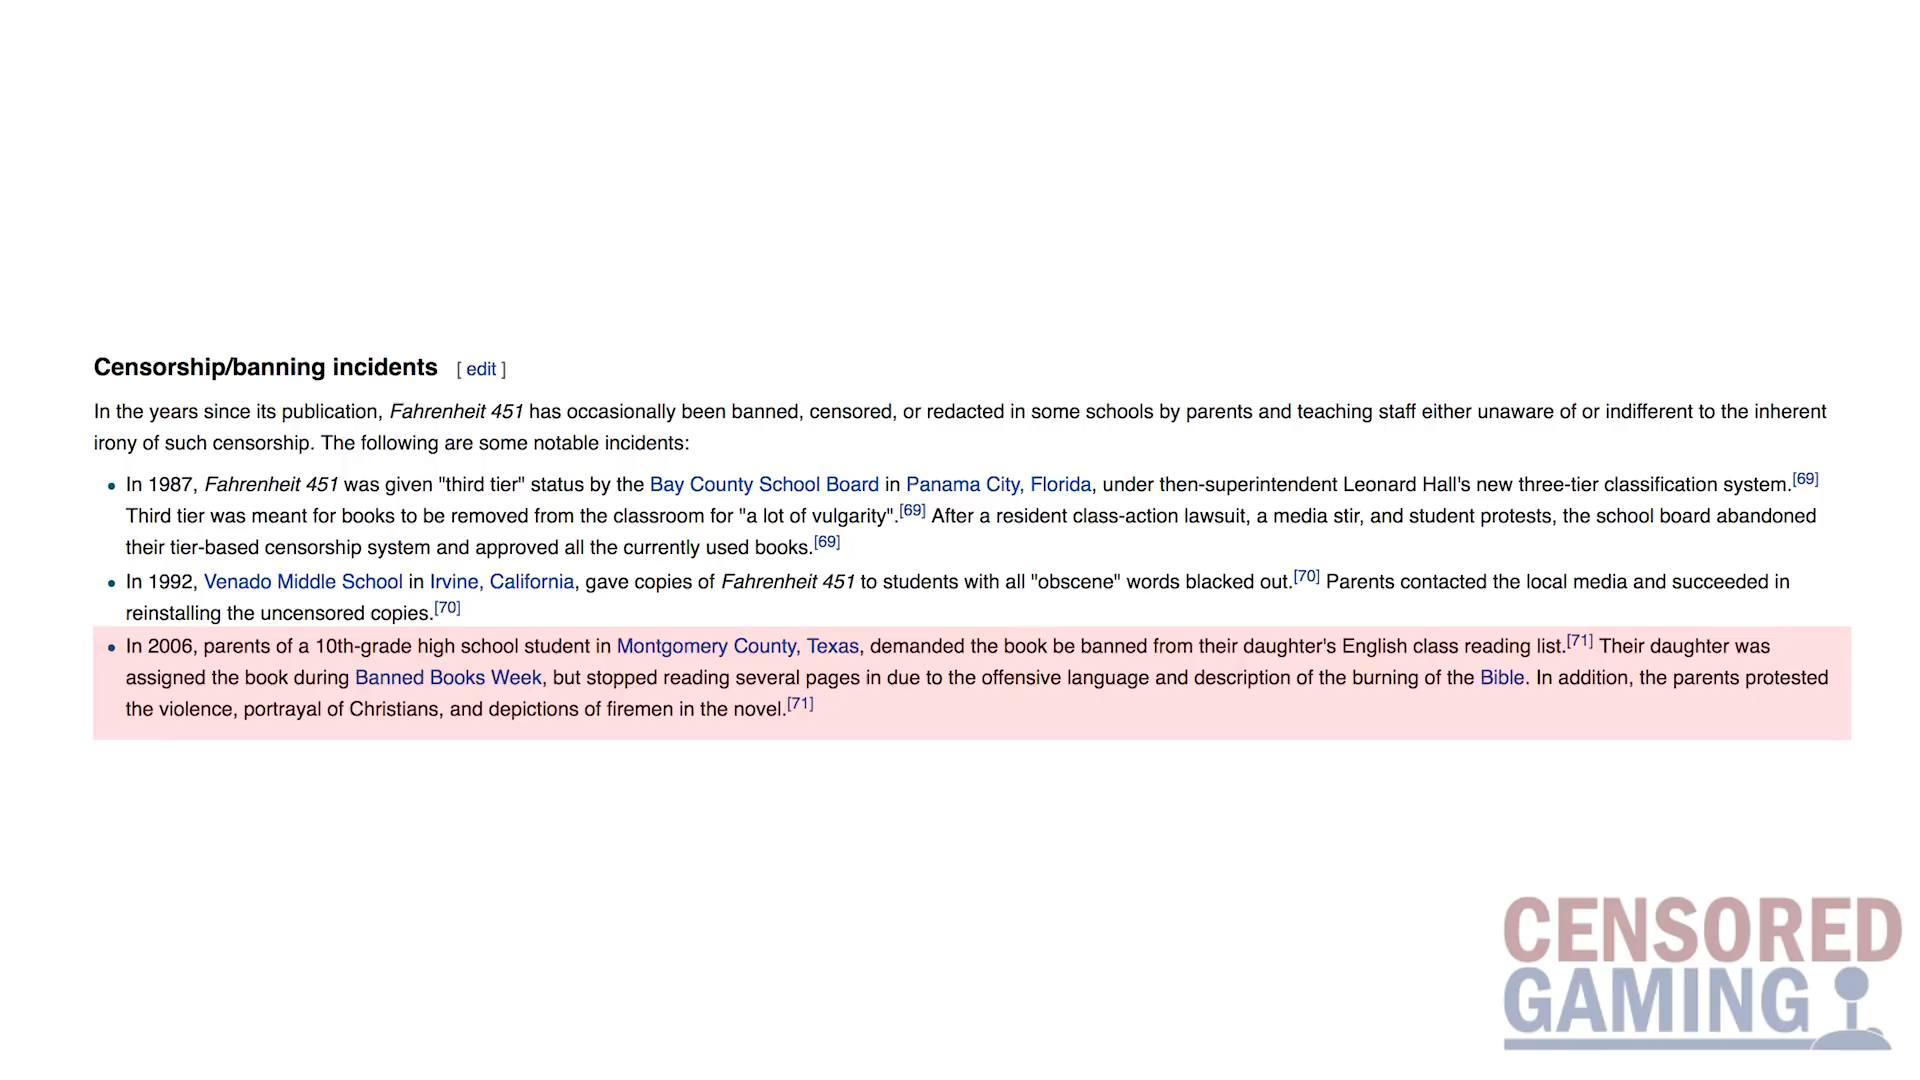 Censorship/banning incidents [ edit ]
In the years since its publication, Fahrenheit 451 has occasionally been banned, censored, or redacted in some schools by parents and teaching staff either unaware of or indifferent to the inherent
irony of such censorship. The following are some notable incidents:
• In 1987, Fahrenheit 451 was given "third tier" status by the Bay County School Board in Panama City, Florida, under then-superintendent Leonard Hall's new three-tier classification system.[69]
Third tier was meant for books to be removed from the classroom for "a lot of vulgarity".[69] After a resident class-action lawsuit, a media stir, and student protests, the school board abandoned
their tier-based censorship system and approved all the currently used books.[69]
• In 1992, Venado Middle School in Irvine, California, gave copies of Fahrenheit 451 to students with all "obscene" words blacked out.[70] Parents contacted the local media and succeeded in
reinstalling the uncensored copies.[70]
• In 2006, parents of a 10th-grade high school student in Montgomery County, Texas, demanded the book be banned from their daughter's English class reading list.[71] Their daughter was
assigned the book during Banned Books Week, but stopped reading several pages in due to the offensive language and description of the burning of the Bible. In addition, the parents protested
the violence, portrayal of Christians, and depictions of firemen in the novel.[71]
CENSORED
GAMING